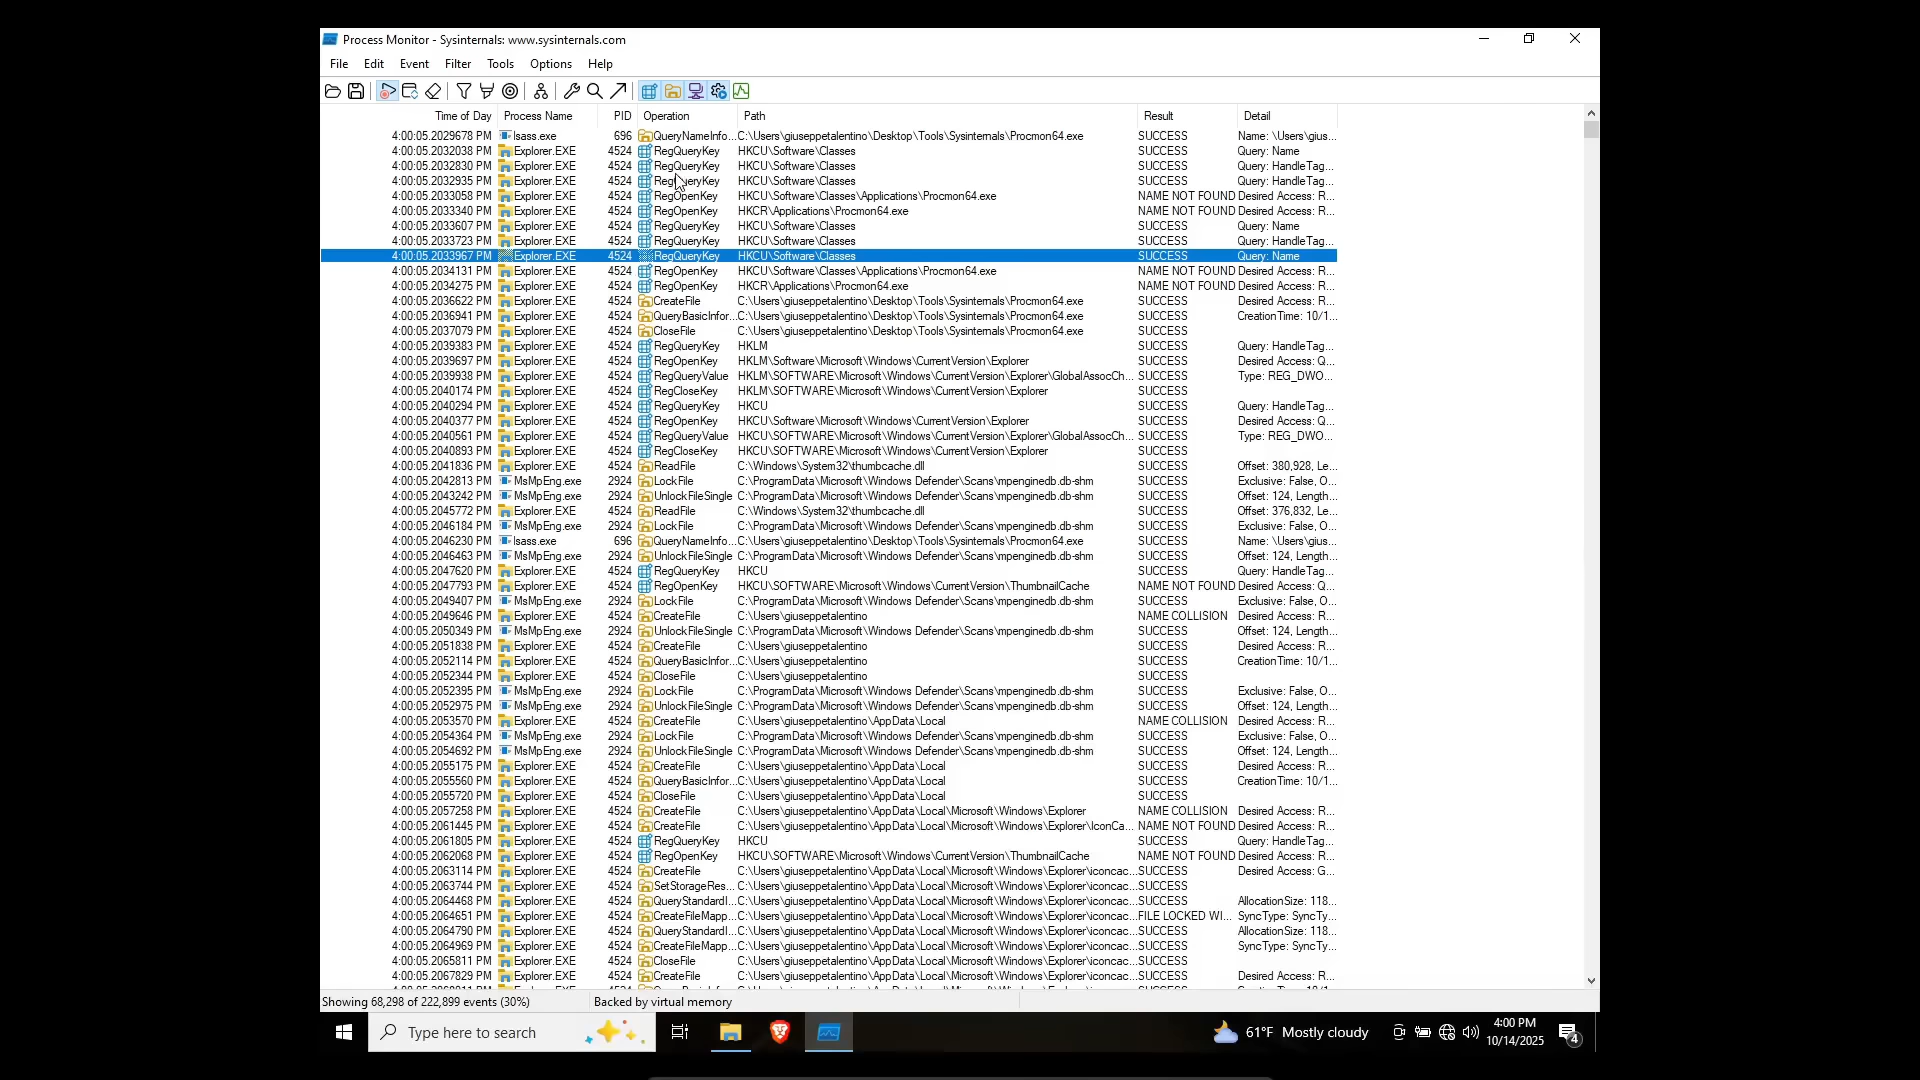 Process Monitor - Sysinternals: www.sysinternals.com
File Edit Event Filter Tools Options Help
Time of Day Process Name PID Operation Path Result Detail
4:00:05.2029678 PM lsass.exe 696 QueryNameInfo... C:\Users\giuseppetalentino\Desktop\Tools\Sysinternals\Procmon64.exe SUCCESS Name: \Users\gius...
4:00:05.2032038 PM Explorer.EXE 4524 RegQueryKey HKCU\Software\Classes SUCCESS Query: Name
4:00:05.2032830 PM Explorer.EXE 4524 RegQueryKey HKCU\Software\Classes SUCCESS Query: HandleTag...
4:00:05.2032935 PM Explorer.EXE 4524 RegQueryKey HKCU\Software\Classes SUCCESS Query: HandleTag...
4:00:05.2033058 PM Explorer.EXE 4524 RegOpenKey HKCU\Software\Classes\Applications\Procmon64.exe NAME NOT FOUND Desired Access: R...
4:00:05.2033340 PM Explorer.EXE 4524 RegOpenKey HKCR\Applications\Procmon64.exe NAME NOT FOUND Desired Access: R...
4:00:05.2033607 PM Explorer.EXE 4524 RegQueryKey HKCU\Software\Classes SUCCESS Query: Name
4:00:05.2033723 PM Explorer.EXE 4524 RegQueryKey HKCU\Software\Classes SUCCESS Query: HandleTag...
4:00:05.2033967 PM Explorer.EXE 4524 RegQueryKey HKCU\Software\Classes SUCCESS Query: Name
4:00:05.2034131 PM Explorer.EXE 4524 RegOpenKey HKCU\Software\Classes\Applications\Procmon64.exe NAME NOT FOUND Desired Access: R...
4:00:05.2034275 PM Explorer.EXE 4524 RegOpenKey HKCR\Applications\Procmon64.exe NAME NOT FOUND Desired Access: R...
4:00:05.2036622 PM Explorer.EXE 4524 CreateFile C:\Users\giuseppetalentino\Desktop\Tools\Sysinternals\Procmon64.exe SUCCESS Desired Access: R...
4:00:05.2036941 PM Explorer.EXE 4524 QueryBasicInfor... C:\Users\giuseppetalentino\Desktop\Tools\Sysinternals\Procmon64.exe SUCCESS CreationTime: 10/1...
4:00:05.2037079 PM Explorer.EXE 4524 CloseFile C:\Users\giuseppetalentino\Desktop\Tools\Sysinternals\Procmon64.exe SUCCESS
4:00:05.2039383 PM Explorer.EXE 4524 RegQueryKey HKLM SUCCESS Query: HandleTag...
4:00:05.2039697 PM Explorer.EXE 4524 RegOpenKey HKLM\Software\Microsoft\Windows\CurrentVersion\Explorer SUCCESS Desired Access: Q...
4:00:05.2039938 PM Explorer.EXE 4524 RegQueryValue HKLM\SOFTWARE\Microsoft\Windows\CurrentVersion\Explorer\GlobalAssocCh... SUCCESS Type: REG_DWO...
4:00:05.2040174 PM Explorer.EXE 4524 RegCloseKey HKLM\SOFTWARE\Microsoft\Windows\CurrentVersion\Explorer SUCCESS
4:00:05.2040294 PM Explorer.EXE 4524 RegQueryKey HKCU SUCCESS Query: HandleTag...
4:00:05.2040377 PM Explorer.EXE 4524 RegOpenKey HKCU\Software\Microsoft\Windows\CurrentVersion\Explorer SUCCESS Desired Access: Q...
4:00:05.2040561 PM Explorer.EXE 4524 RegQueryValue HKCU\SOFTWARE\Microsoft\Windows\CurrentVersion\Explorer\GlobalAssocCh... SUCCESS Type: REG_DWO...
4:00:05.2040893 PM Explorer.EXE 4524 RegCloseKey HKCU\SOFTWARE\Microsoft\Windows\CurrentVersion\Explorer SUCCESS
4:00:05.2041836 PM Explorer.EXE 4524 ReadFile C:\Windows\System32\thumbcache.dll SUCCESS Offset: 380,928, Le...
4:00:05.2042813 PM MsMpEng.exe 2924 LockFile C:\ProgramData\Microsoft\Windows Defender\Scans\mpenginedb.db-shm SUCCESS Exclusive: False, O...
4:00:05.2043242 PM MsMpEng.exe 2924 UnlockFileSingle C:\ProgramData\Microsoft\Windows Defender\Scans\mpenginedb.db-shm SUCCESS Offset: 124, Length...
4:00:05.2045772 PM Explorer.EXE 4524 ReadFile C:\Windows\System32\thumbcache.dll SUCCESS Offset: 376,832, Le...
4:00:05.2046184 PM MsMpEng.exe 2924 LockFile C:\ProgramData\Microsoft\Windows Defender\Scans\mpenginedb.db-shm SUCCESS Exclusive: False, O...
4:00:05.2046230 PM lsass.exe 696 QueryNameInfo... C:\Users\giuseppetalentino\Desktop\Tools\Sysinternals\Procmon64.exe SUCCESS Name: \Users\gius...
4:00:05.2046463 PM MsMpEng.exe 2924 UnlockFileSingle C:\ProgramData\Microsoft\Windows Defender\Scans\mpenginedb.db-shm SUCCESS Offset: 124, Length...
4:00:05.2047620 PM Explorer.EXE 4524 RegQueryKey HKCU SUCCESS Query: HandleTag...
4:00:05.2047793 PM Explorer.EXE 4524 RegOpenKey HKCU\SOFTWARE\Microsoft\Windows\CurrentVersion\ThumbnailCache NAME NOT FOUND Desired Access: Q...
4:00:05.2049407 PM MsMpEng.exe 2924 LockFile C:\ProgramData\Microsoft\Windows Defender\Scans\mpenginedb.db-shm SUCCESS Exclusive: False, O...
4:00:05.2049646 PM Explorer.EXE 4524 CreateFile C:\Users\giuseppetalentino NAME COLLISION Desired Access: R...
4:00:05.2050349 PM MsMpEng.exe 2924 UnlockFileSingle C:\ProgramData\Microsoft\Windows Defender\Scans\mpenginedb.db-shm SUCCESS Offset: 124, Length...
4:00:05.2051838 PM Explorer.EXE 4524 CreateFile C:\Users\giuseppetalentino SUCCESS Desired Access: R...
4:00:05.2052114 PM Explorer.EXE 4524 QueryBasicInfor... C:\Users\giuseppetalentino SUCCESS CreationTime: 10/1...
4:00:05.2052344 PM Explorer.EXE 4524 CloseFile C:\Users\giuseppetalentino SUCCESS
4:00:05.2052395 PM MsMpEng.exe 2924 LockFile C:\ProgramData\Microsoft\Windows Defender\Scans\mpenginedb.db-shm SUCCESS Exclusive: False, O...
4:00:05.2052975 PM MsMpEng.exe 2924 UnlockFileSingle C:\ProgramData\Microsoft\Windows Defender\Scans\mpenginedb.db-shm SUCCESS Offset: 124, Length...
4:00:05.2053570 PM Explorer.EXE 4524 CreateFile C:\Users\giuseppetalentino\AppData\Local NAME COLLISION Desired Access: R...
4:00:05.2054364 PM MsMpEng.exe 2924 LockFile C:\ProgramData\Microsoft\Windows Defender\Scans\mpenginedb.db-shm SUCCESS Exclusive: False, O...
4:00:05.2054692 PM MsMpEng.exe 2924 UnlockFileSingle C:\ProgramData\Microsoft\Windows Defender\Scans\mpenginedb.db-shm SUCCESS Offset: 124, Length...
4:00:05.2055175 PM Explorer.EXE 4524 CreateFile C:\Users\giuseppetalentino\AppData\Local SUCCESS Desired Access: R...
4:00:05.2055560 PM Explorer.EXE 4524 QueryBasicInfor... C:\Users\giuseppetalentino\AppData\Local SUCCESS CreationTime: 10/1...
4:00:05.2055720 PM Explorer.EXE 4524 CloseFile C:\Users\giuseppetalentino\AppData\Local SUCCESS
4:00:05.2057258 PM Explorer.EXE 4524 CreateFile C:\Users\giuseppetalentino\AppData\Local\Microsoft\Windows\Explorer NAME COLLISION Desired Access: R...
4:00:05.2061445 PM Explorer.EXE 4524 CreateFile C:\Users\giuseppetalentino\AppData\Local\Microsoft\Windows\Explorer\IconCa... NAME NOT FOUND Desired Access: R...
4:00:05.2061805 PM Explorer.EXE 4524 RegQueryKey HKCU SUCCESS Query: HandleTag...
4:00:05.2062068 PM Explorer.EXE 4524 RegOpenKey HKCU\SOFTWARE\Microsoft\Windows\CurrentVersion\ThumbnailCache NAME NOT FOUND Desired Access: R...
4:00:05.2063114 PM Explorer.EXE 4524 CreateFile C:\Users\giuseppetalentino\AppData\Local\Microsoft\Windows\Explorer\iconcac... SUCCESS Desired Access: G...
4:00:05.2063744 PM Explorer.EXE 4524 SetStorageRes... C:\Users\giuseppetalentino\AppData\Local\Microsoft\Windows\Explorer\iconcac... SUCCESS
4:00:05.2064468 PM Explorer.EXE 4524 QueryStandardI... C:\Users\giuseppetalentino\AppData\Local\Microsoft\Windows\Explorer\iconcac... SUCCESS AllocationSize: 118...
4:00:05.2064651 PM Explorer.EXE 4524 CreateFileMapp... C:\Users\giuseppetalentino\AppData\Local\Microsoft\Windows\Explorer\iconcac... FILE LOCKED WI... SyncType: SyncTy...
4:00:05.2064790 PM Explorer.EXE 4524 QueryStandardI... C:\Users\giuseppetalentino\AppData\Local\Microsoft\Windows\Explorer\iconcac... SUCCESS AllocationSize: 118...
4:00:05.2064969 PM Explorer.EXE 4524 CreateFileMapp... C:\Users\giuseppetalentino\AppData\Local\Microsoft\Windows\Explorer\iconcac... SUCCESS SyncType: SyncTy...
4:00:05.2065811 PM Explorer.EXE 4524 CloseFile C:\Users\giuseppetalentino\AppData\Local\Microsoft\Windows\Explorer\iconcac... SUCCESS
4:00:05.2067829 PM Explorer.EXE 4524 CreateFile C:\Users\giuseppetalentino\AppData\Local\Microsoft\Windows\Explorer\iconcac... SUCCESS Desired Access: R...
Showing 68,298 of 222,899 events (30%) Backed by virtual memory
Type here to search 61°F Mostly cloudy 4:00 PM
10/14/2025 4